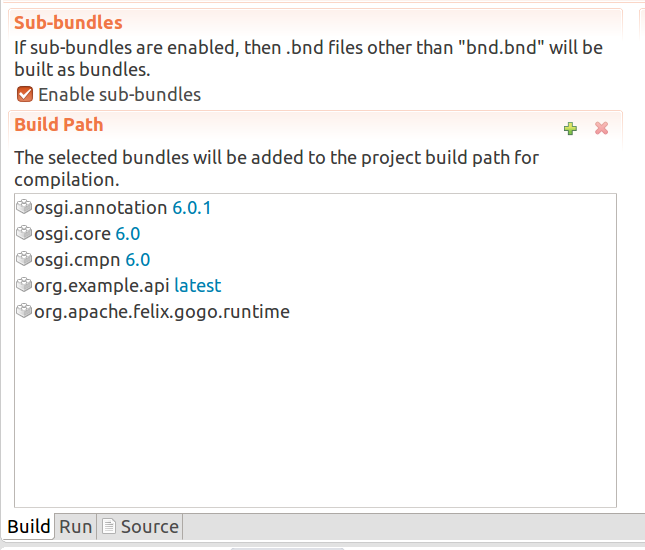 Sub-bundles
If sub-bundles are enabled, then .bnd files other than "bnd.bnd" will be
built as bundles.
Enable sub-bundles
Build Path
The selected bundles will be added to the project build path for
compilation.
osgi.annotation 6.0.1
osgi.core 6.0
osgi.cmpn 6.0
org.example.api latest
org.apache.felix.gogo.runtime
Build Run Source